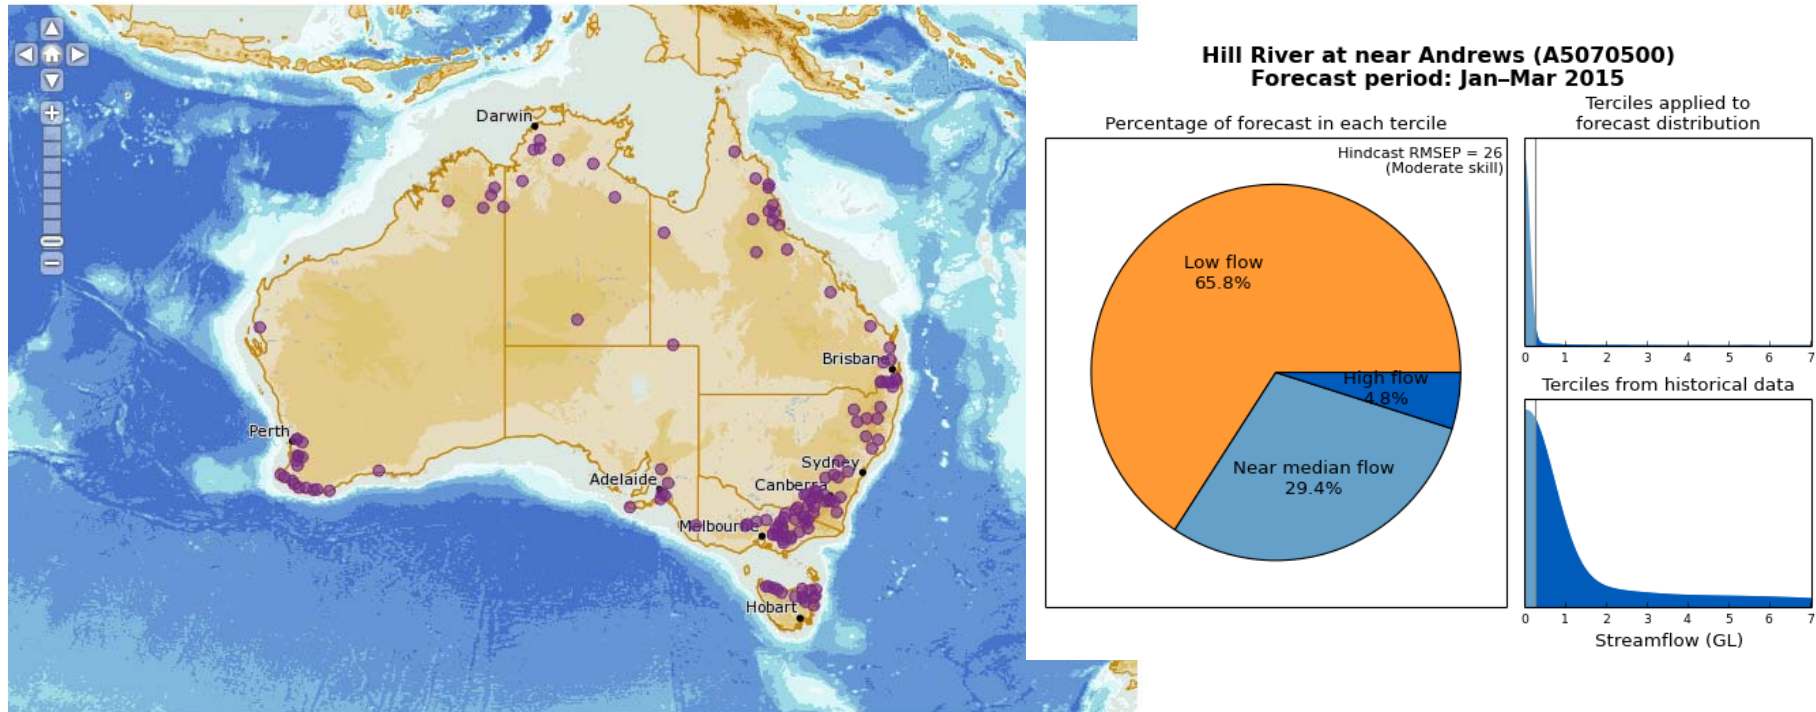 Darwin
Brisbane
Perth
Adelaide
Sydney
Canberra
Melbourne
Hobart
Hill River at near Andrews (A5070500)
Forecast period: Jan–Mar 2015
Percentage of forecast in each tercile
Hindcast RMSEP = 26
(Moderate skill)
Low flow
65.8%
High flow
4.8%
Near median flow
29.4%
Terciles applied to
forecast distribution
0 1 2 3 4 5 6 7
Terciles from historical data
0 1 2 3 4 5 6 7
Streamflow (GL)